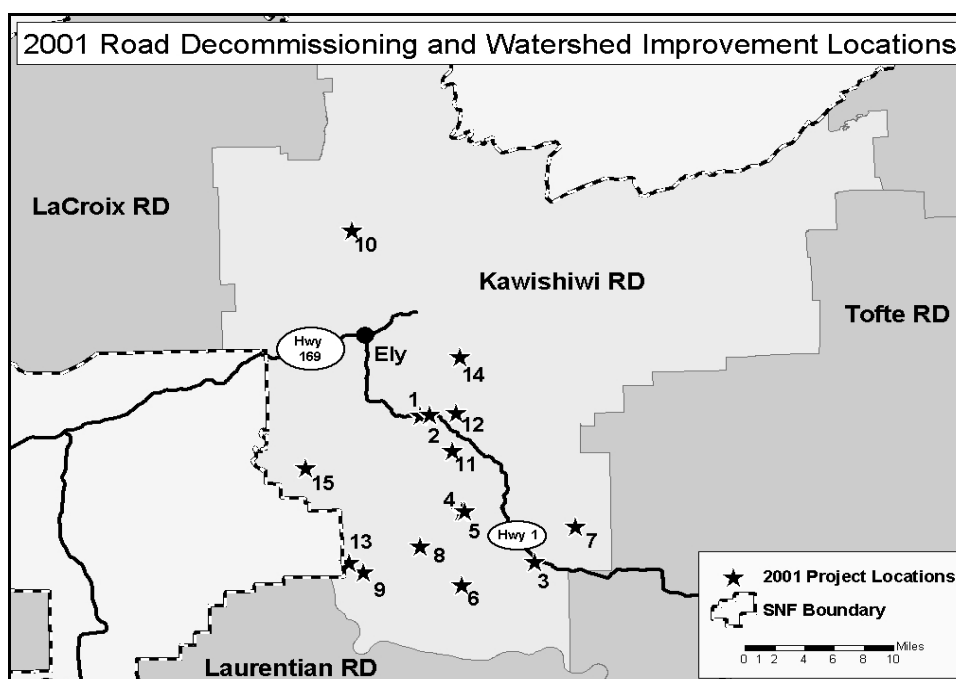 2001 Road Decommissioning and Watershed Improvement Locations
LaCroix RD
10
Kawishiwi RD
Tofte RD
Hwy
169
Ely
14
1
2
12
11
15
4
5
Hwy 1
7
13
8
3
9
6
2001 Project Locations
SNF Boundary
Miles
0 1 2 4 6 8 10
Laurentian RD